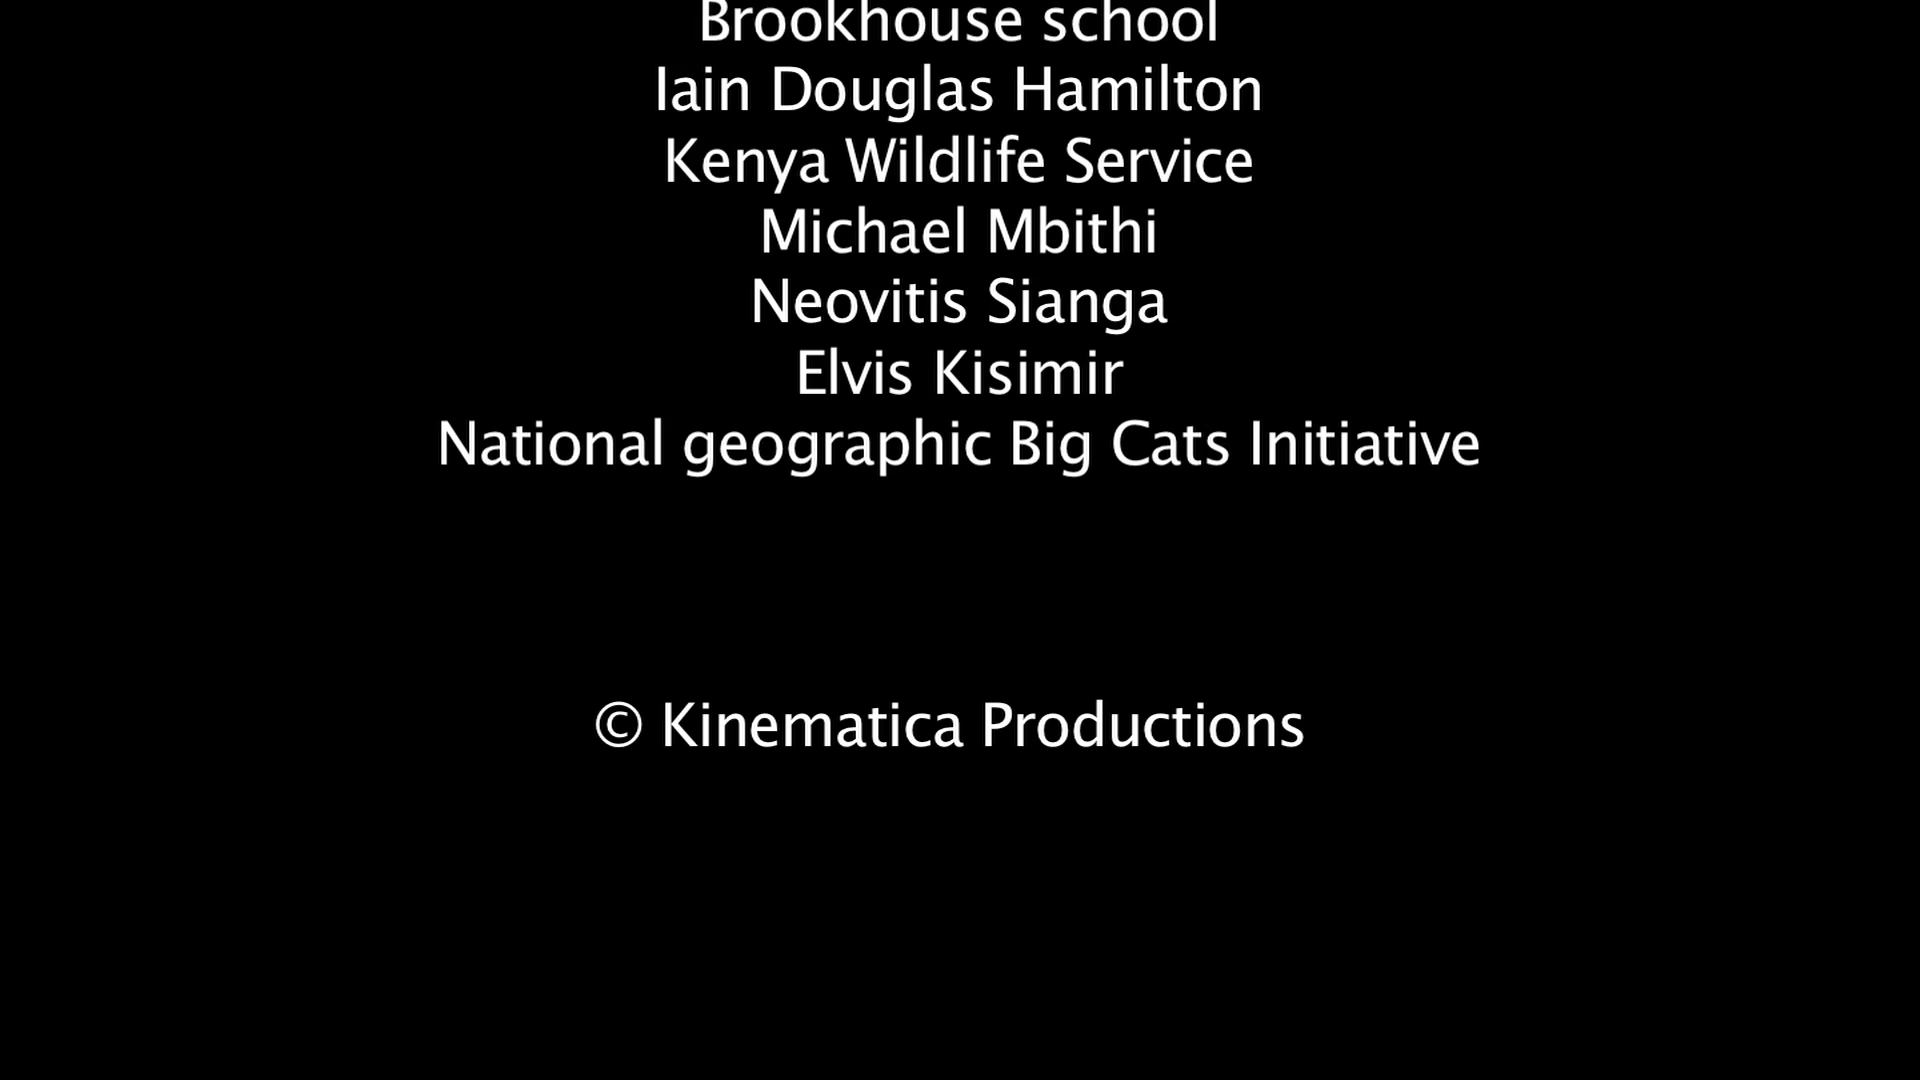 Brookhouse school
Iain Douglas Hamilton
Kenya Wildlife Service
Michael Mbithi
Neovitis Sianga
Elvis Kisimir
National geographic Big Cats Initiative
© Kinematica Productions